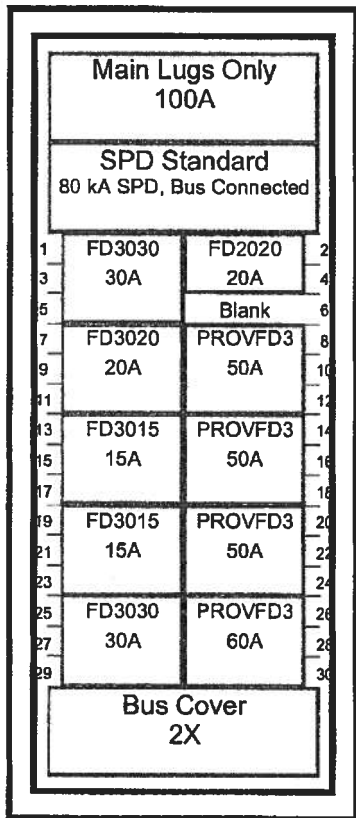 Main Lugs Only
100A
SPD Standard
80 kA SPD, Bus Connected
1 FD3030 FD2020 2
3 30A 20A 4
5 Blank 6
7 FD3020 PROVFD3 8
9 20A 50A 10
11 12
13 FD3015 PROVFD3 14
15 15A 50A 16
17 18
19 FD3015 PROVFD3 20
21 15A 50A 22
23 24
25 FD3030 PROVFD3 26
27 30A 60A 28
29 30
Bus Cover
2X